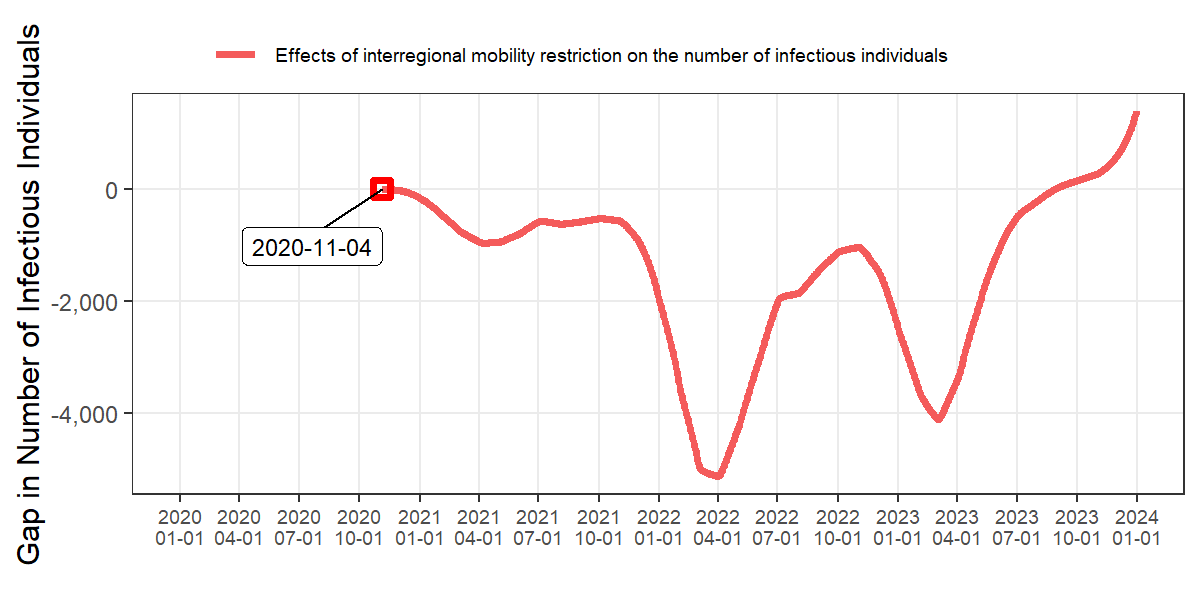 Effects of interregional mobility restriction on the number of infectious individuals
Gap in Number of Infectious Individuals
0
-2,000
-4,000
2020-11-04
2020 2020 2020 2020 2021 2021 2021 2021 2022 2022 2022 2022 2023 2023 2023 2023 2024
01-01 04-01 07-01 10-01 01-01 04-01 07-01 10-01 01-01 04-01 07-01 10-01 01-01 04-01 07-01 10-01 01-01